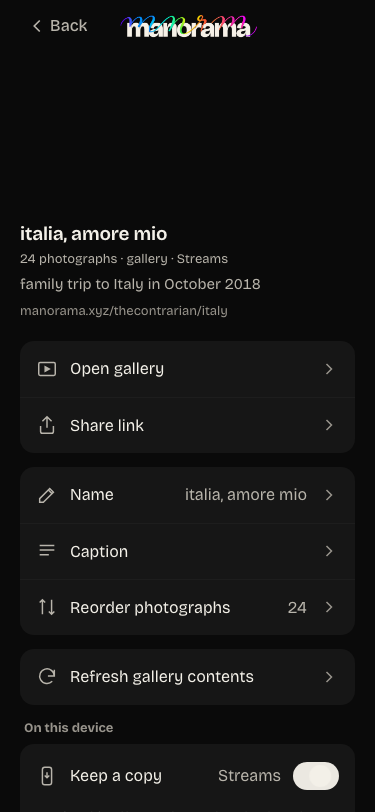 Back
manorama
italia, amore mio
24 photographs · gallery · Streams
family trip to Italy in October 2018
manorama.xyz/thecontrarian/italy
Open gallery
Share link
Name italia, amore mio
Caption
Reorder photographs 24
Refresh gallery contents
On this device
Keep a copy Streams